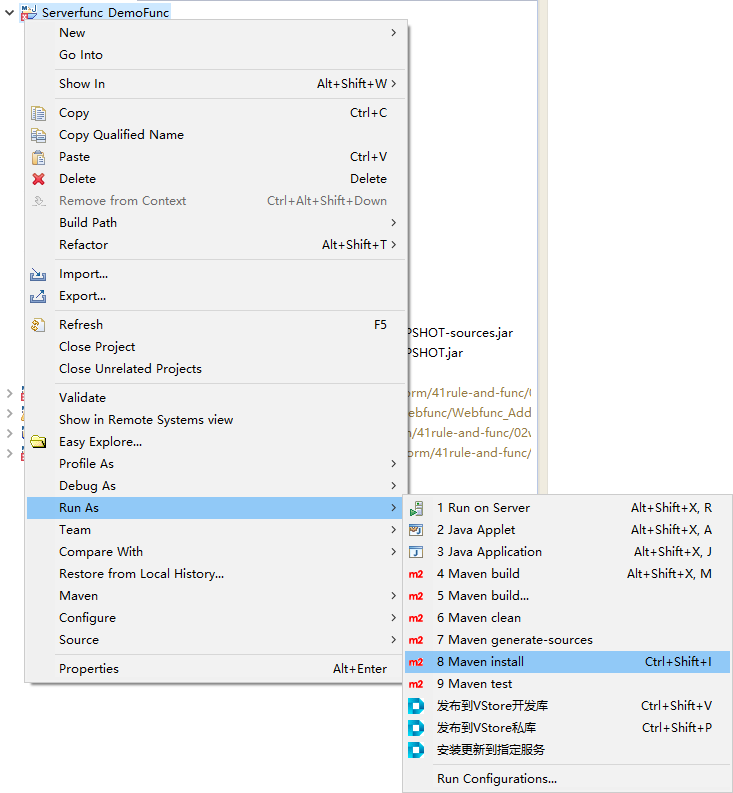 Serverfunc_DemoFunc
New
Go Into
Show In Alt+Shift+W
Copy Ctrl+C
Copy Qualified Name
Paste Ctrl+V
Delete Delete
Remove from Context Ctrl+Alt+Shift+Down
Build Path
Refactor Alt+Shift+T
Import...
Export...
Refresh F5
PSHOT-sources.jar
Close Project
PSHOT.jar
Close Unrelated Projects
orm/41rule-and-func/
Validate
ebfunc/Webfunc_Add
Show in Remote Systems view
n/41rule-and-func/02v
Easy Explore...
orm/41rule-and-func/
Profile As
Debug As
Run As
Team
Compare With
Restore from Local History...
Maven
Configure
Source
Properties Alt+Enter
1 Run on Server Alt+Shift+X, R
2 Java Applet Alt+Shift+X, A
3 Java Application Alt+Shift+X, J
m2 4 Maven build Alt+Shift+X, M
m2 5 Maven build...
m2 6 Maven clean
m2 7 Maven generate-sources
m2 8 Maven install Ctrl+Shift+I
m2 9 Maven test
发布到VStore开发库 Ctrl+Shift+V
发布到VStore私库 Ctrl+Shift+P
安装更新到指定服务
Run Configurations...